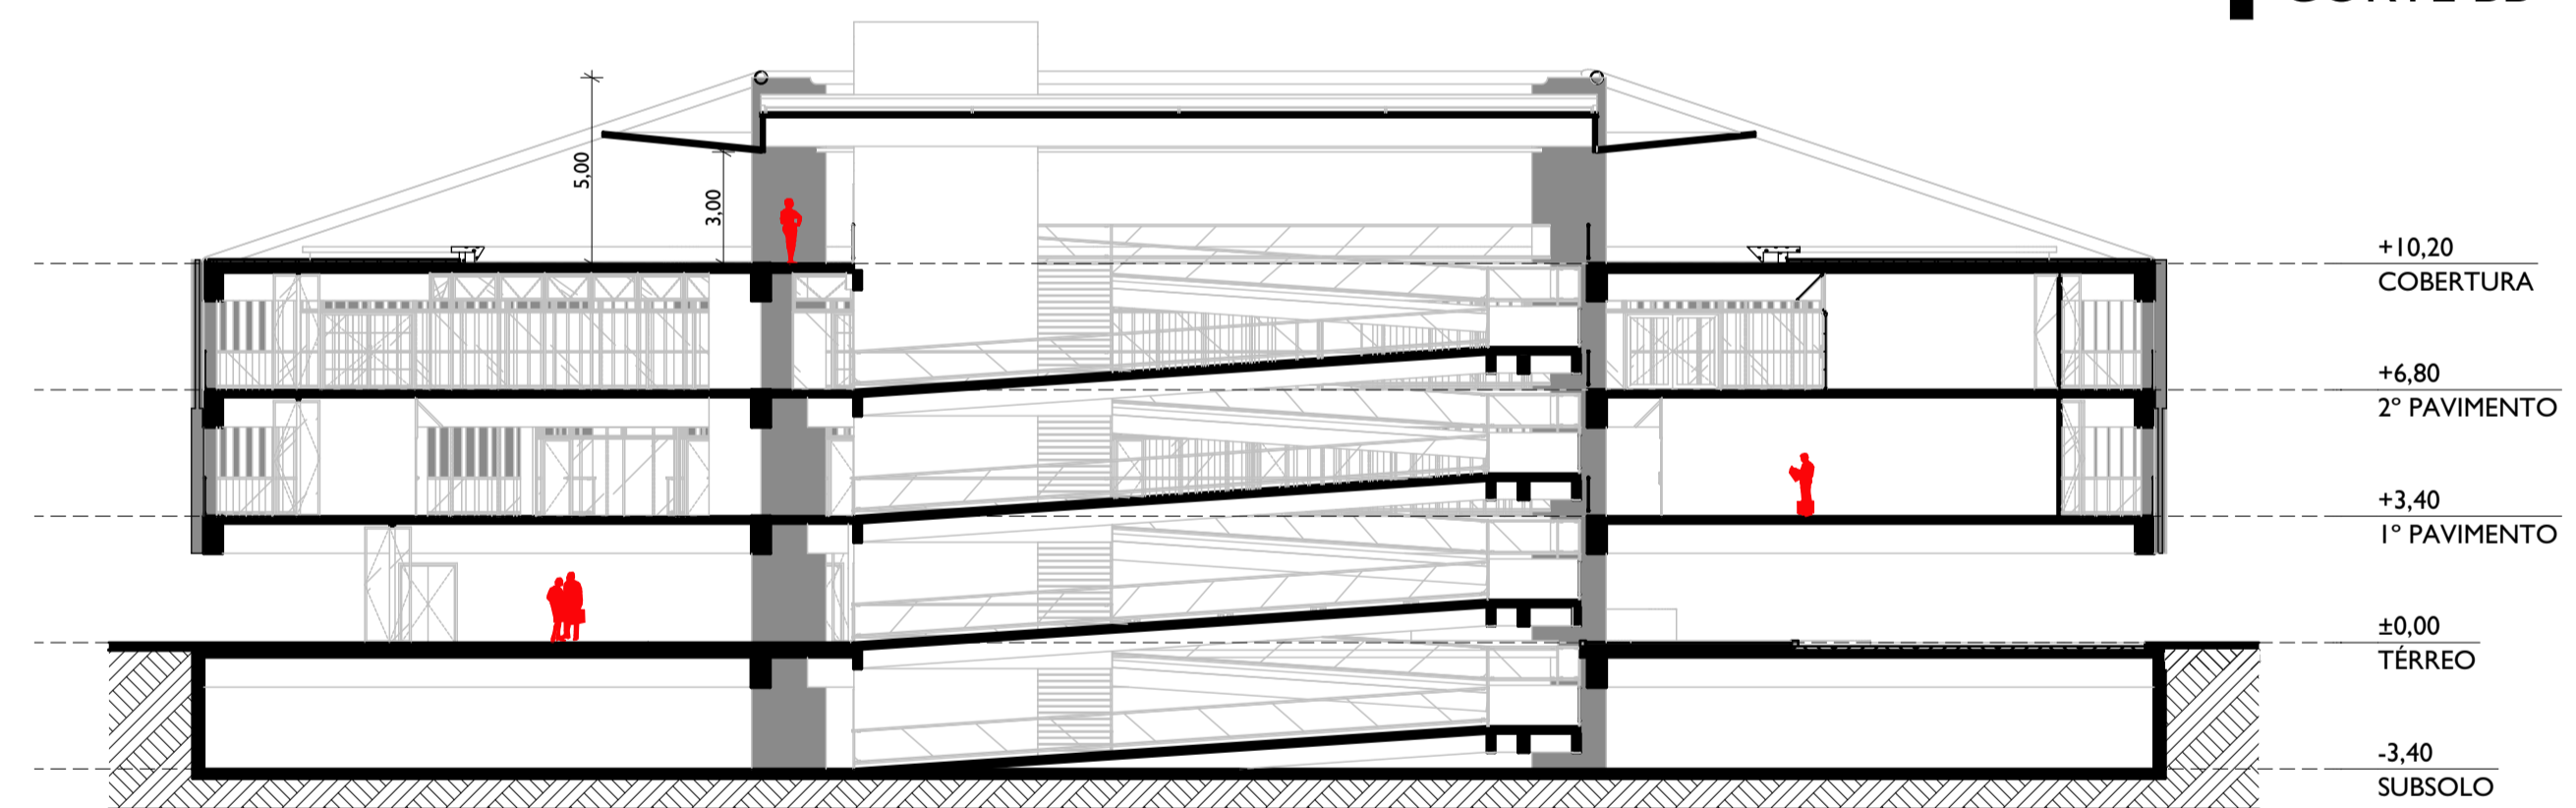 5,00
3,00
+10,20
COBERTURA
+6,80
2º PAVIMENTO
+3,40
1º PAVIMENTO
±0,00
TÉRREO
-3,40
SUBSOLO